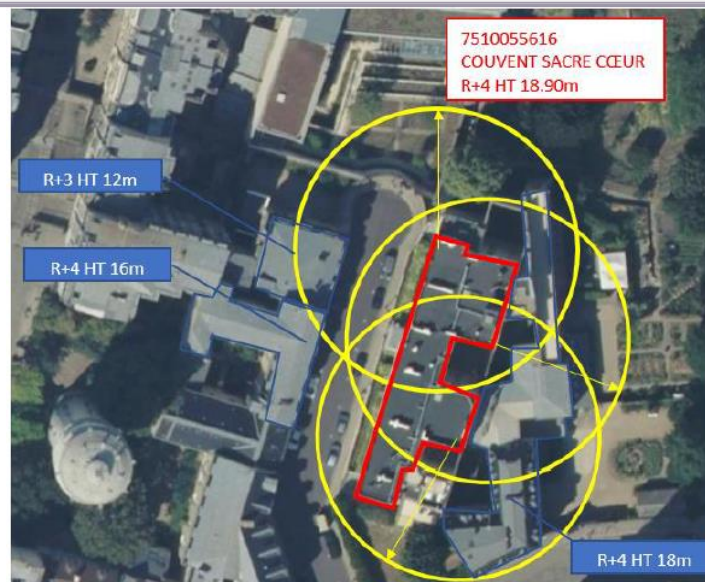 7510055616
COUVENT SACRE CŒUR
R+4 HT 18.90m
R+3 HT 12m
R+4 HT 16m
R+4 HT 18m